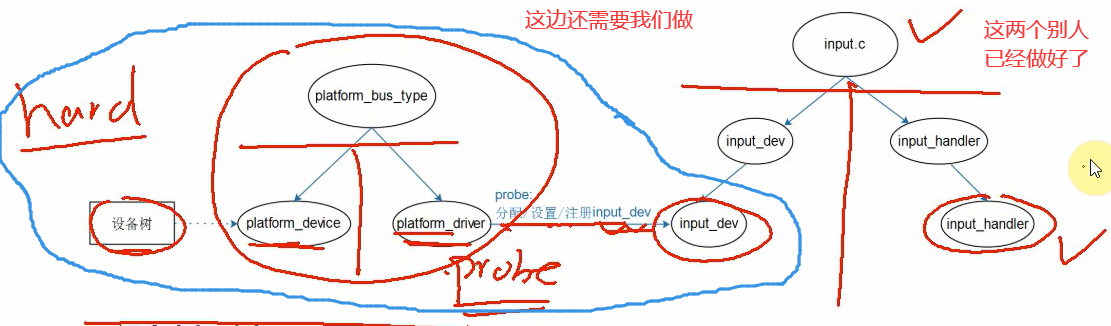 这边还需要我们做
input.c
这两个别人
已经做好了
hard
platform_bus_type
input_dev
input_handler
probe:
分配/设置/注册input_dev
设备树
platform_device
platform_driver
input_dev
input_handler
probe